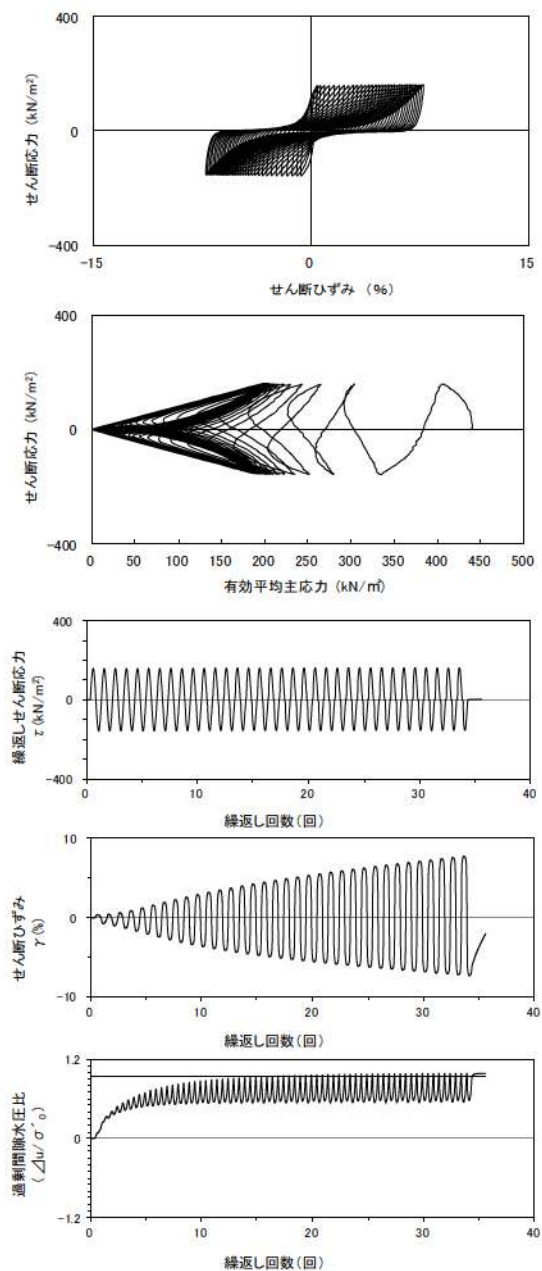 400
0
-400
せん断応力 (kN/m²)
-15 0 15
せん断ひずみ (%)
400
0
-400
せん断応力 (kN/m²)
0 50 100 150 200 250 300 350 400 450 500
有効平均主応力 (kN/㎡)
400
0
-400
繰返しせん断応力
τ (kN/m²)
0 10 20 30 40
繰返し回数(回)
10
0
-10
せん断ひずみ
γ (%)
0 10 20 30 40
繰返し回数(回)
1.2
0
-1.2
過剰間隙水圧比
(⊿u/σ´₀)
0 10 20 30 40
繰返し回数(回)